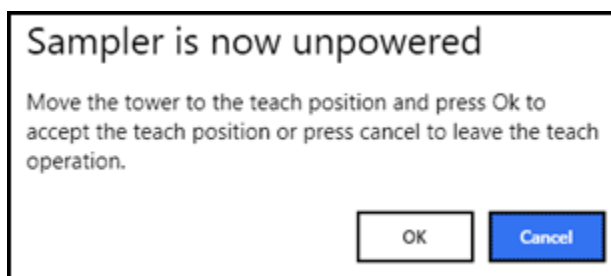 Sampler is now unpowered
Move the tower to the teach position and press Ok to
accept the teach position or press cancel to leave the teach
operation.
OK
Cancel